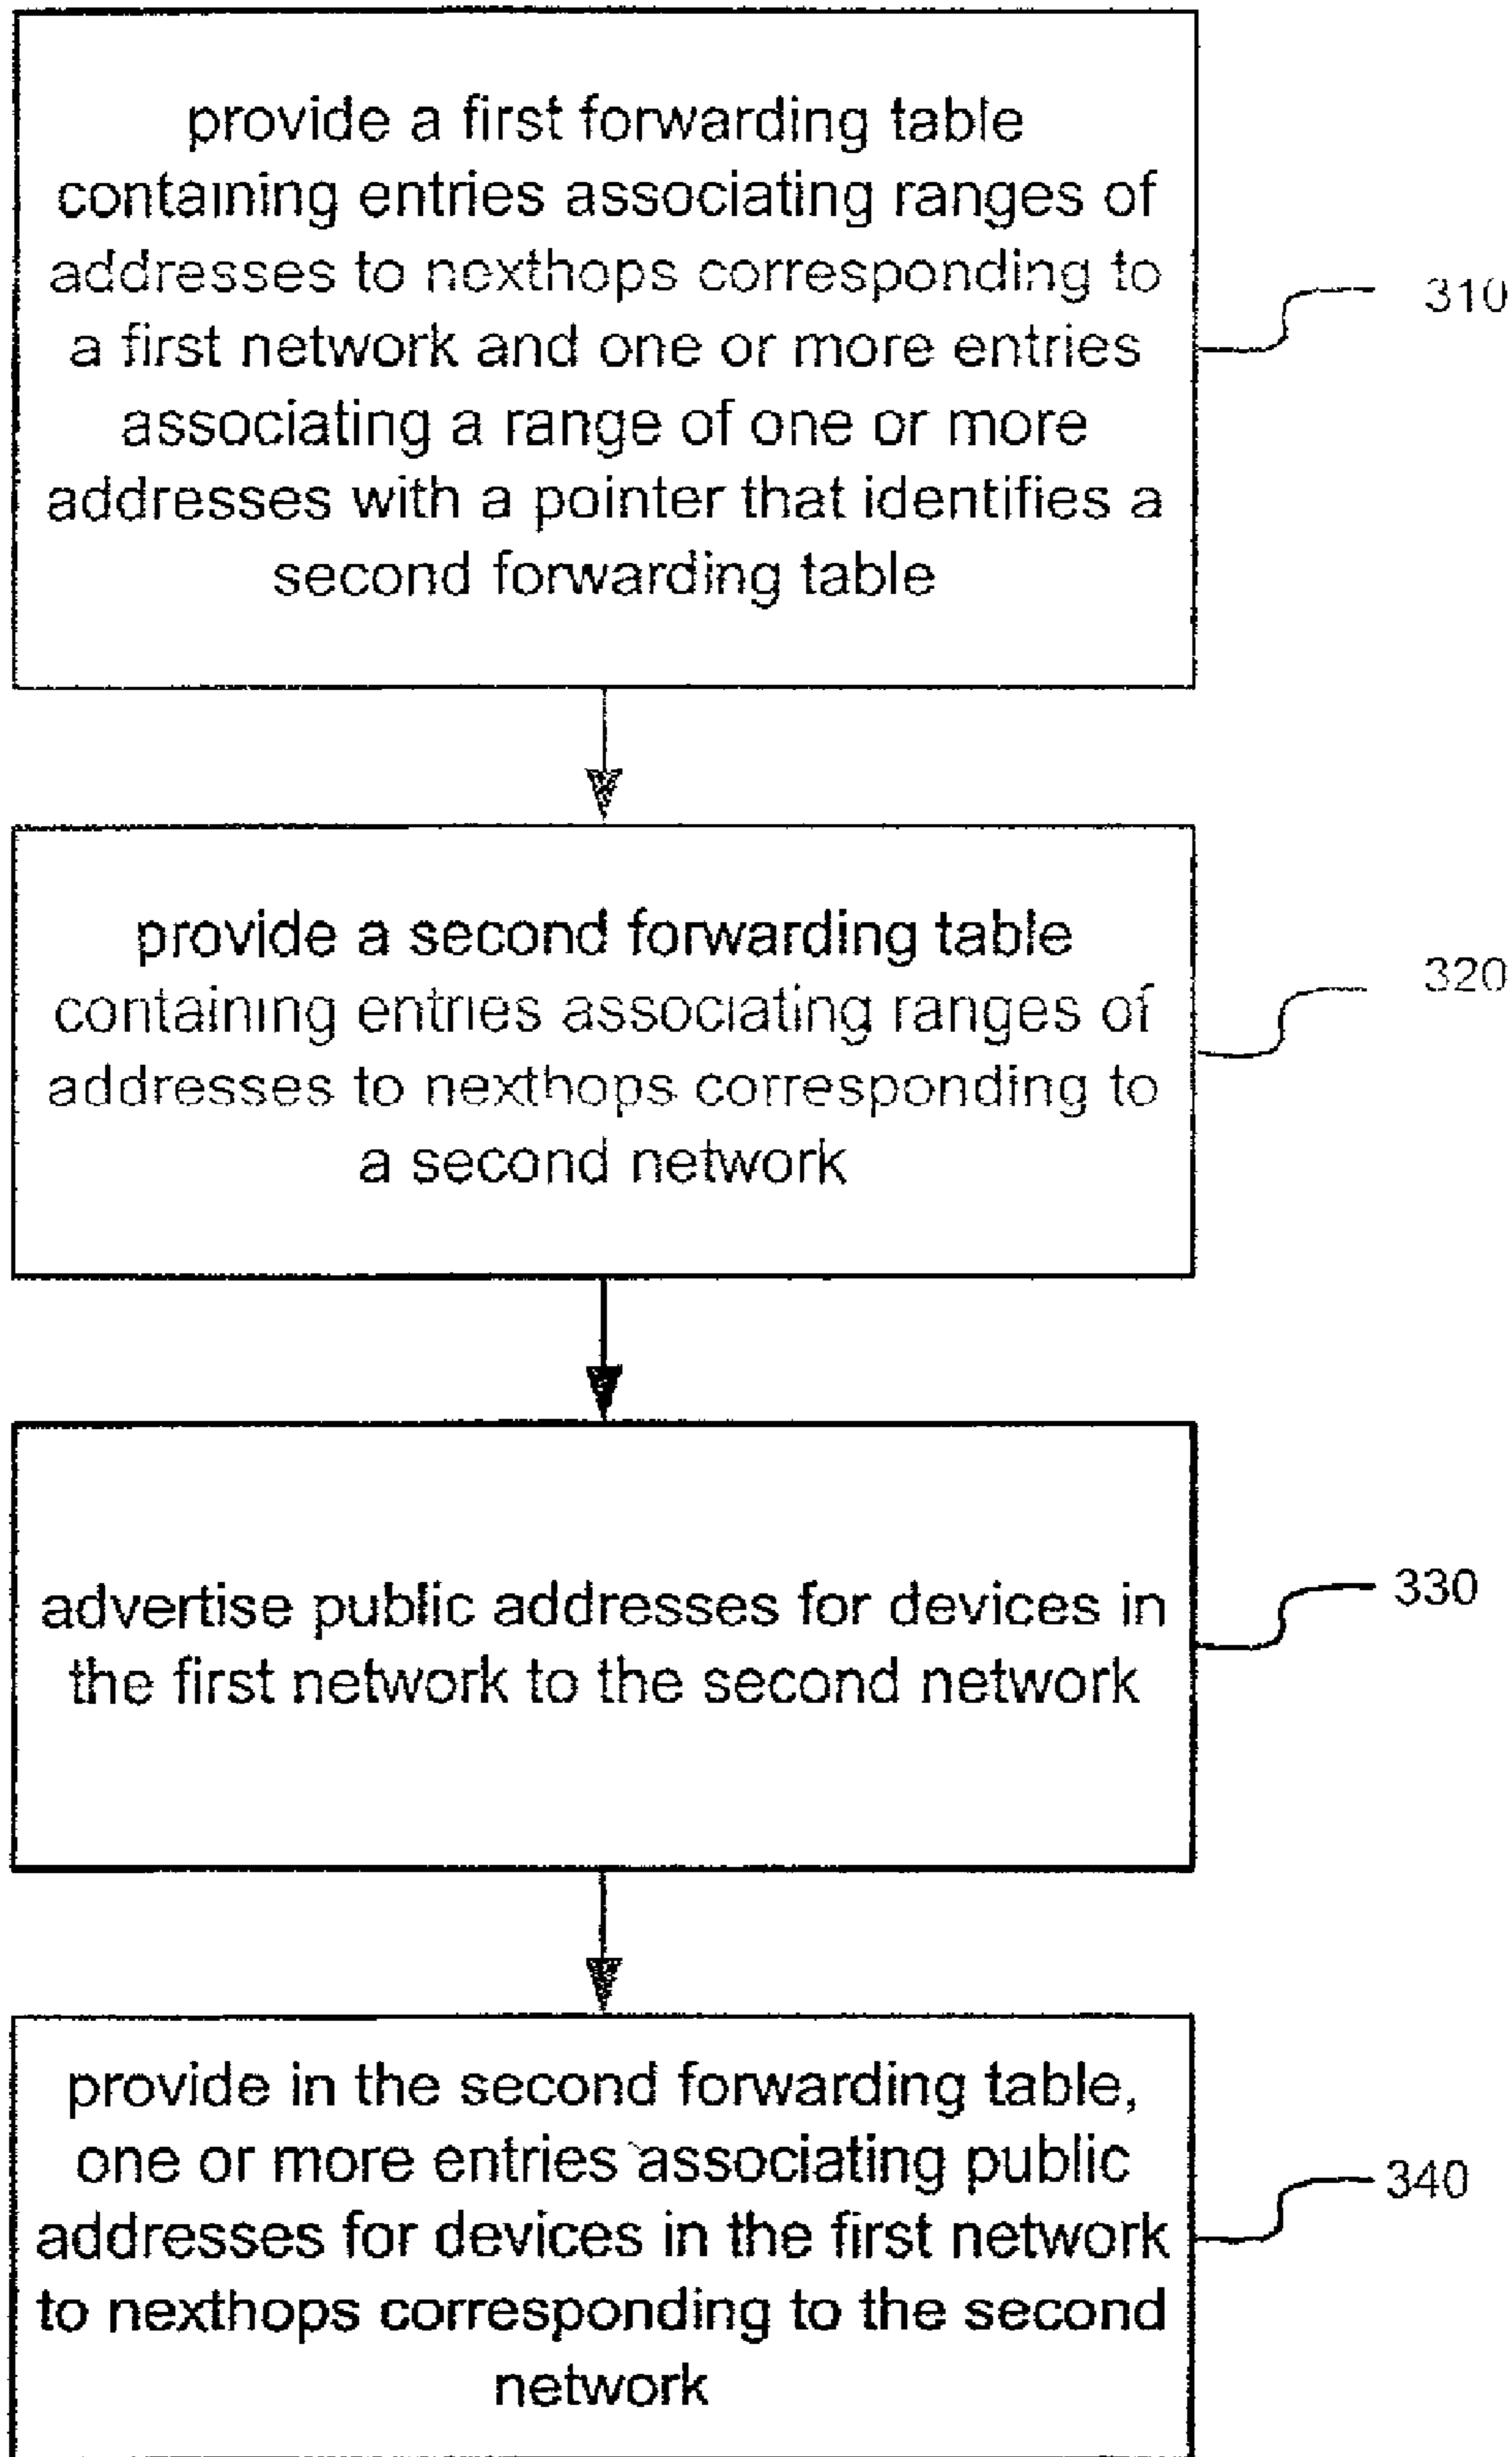 provide a first forwarding table
containing entries associating ranges of
addresses to nexthops corresponding to
a first network and one or more entries
associating a range of one or more
addresses with a pointer that identifies a
second forwarding table
310
provide a second forwarding table
containing entries associating ranges of
addresses to nexthops corresponding to
a second network
320
advertise public addresses for devices in
the first network to the second network
330
provide in the second forwarding table,
one or more entries associating public
addresses for devices in the first network
to nexthops corresponding to the second
network
340